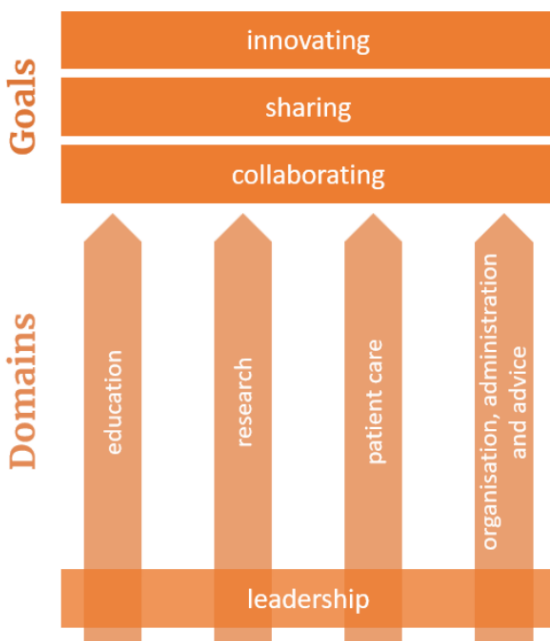 Goals
innovating
sharing
collaborating
Domains
education
research
patient care
organisation, administration
and advice
leadership